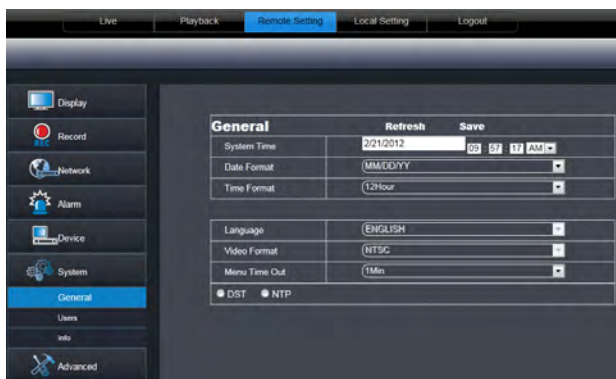 Live Playback Remote Setting Local Setting Logout
Display
REC Record
Network
Alarm
Device
System
General
Users
Info
Advanced
General Refresh Save
System Time 2/21/2012 09 : 57 : 17 AM
Date Format MM/DD/YY
Time Format 12Hour
Language ENGLISH
Video Format NTSC
Menu Time Out 1Min
DST NTP